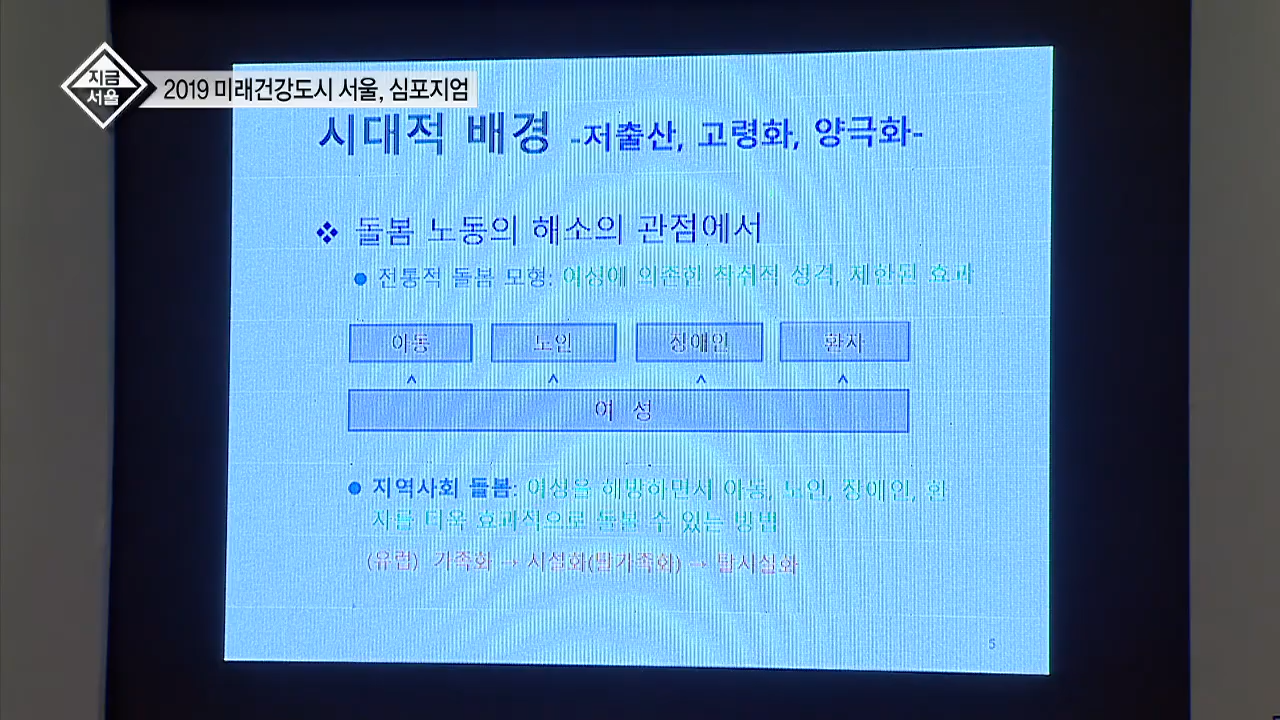 지금
서울
2019 미래건강도시 서울, 심포지엄
시대적 배경 -저출산, 고령화, 양극화-
❖ 돌봄 노동의 해소의 관점에서
● 전통적 돌봄 모형: 여성에 의존한 착취적 성격, 제한된 효과
아동 노인 장애인 환자
^ ^ ^ ^
여 성
● 지역사회 돌봄: 여성을 해방하면서 아동, 노인, 장애인, 환
자를 더욱 효과적으로 돌볼 수 있는 방법
(유럽) 가족화 → 시설화(탈가족화) → 탈시설화
5